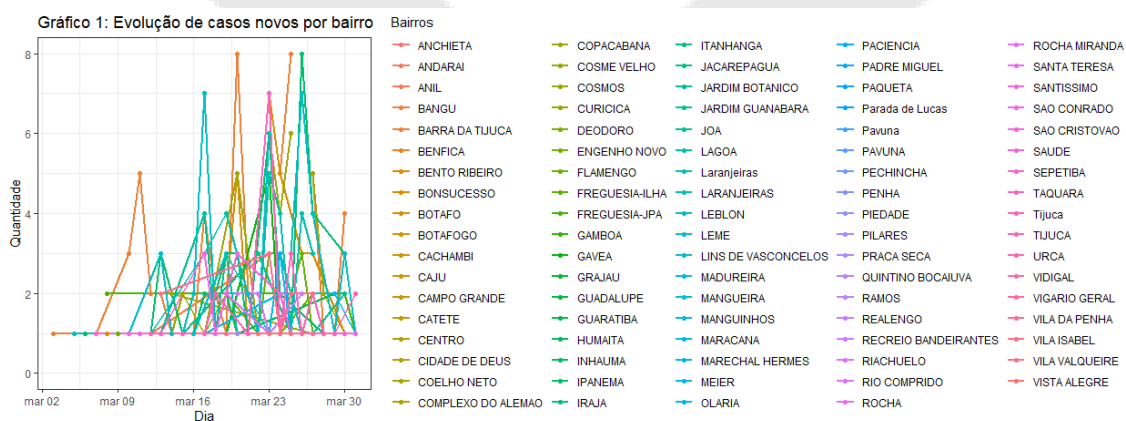 Gráfico 1: Evolução de casos novos por bairro
Quantidade
8
6
4
2
0
mar 02 mar 09 mar 16 mar 23 mar 30
Dia
Bairros
ANCHIETA
ANDARAI
ANIL
BANGU
BARRA DA TIJUCA
BENFICA
BENTO RIBEIRO
BONSUCESSO
BOTAFO
BOTAFOGO
CACHAMBI
CAJU
CAMPO GRANDE
CATETE
CENTRO
CIDADE DE DEUS
COELHO NETO
COMPLEXO DO ALEMAO
COPACABANA
COSME VELHO
COSMOS
CURICICA
DEODORO
ENGENHO NOVO
FLAMENGO
FREGUESIA-ILHA
FREGUESIA-JPA
GAMBOA
GAVEA
GRAJAU
GUADALUPE
GUARATIBA
HUMAITA
INHAUMA
IPANEMA
IRAJA
ITANHANGA
JACAREPAGUA
JARDIM BOTANICO
JARDIM GUANABARA
JOA
LAGOA
Laranjeiras
LARANJEIRAS
LEBLON
LEME
LINS DE VASCONCELOS
MADUREIRA
MANGUEIRA
MANGUINHOS
MARACANA
MARECHAL HERMES
MEIER
OLARIA
PACIENCIA
PADRE MIGUEL
PAQUETA
Parada de Lucas
Pavuna
PAVUNA
PECHINCHA
PENHA
PIEDADE
PILARES
PRACA SECA
QUINTINO BOCAIUVA
RAMOS
REALENGO
RECREIO BANDEIRANTES
RIACHUELO
RIO COMPRIDO
ROCHA
ROCHA MIRANDA
SANTA TERESA
SANTISSIMO
SAO CONRADO
SAO CRISTOVAO
SAUDE
SEPETIBA
TAQUARA
Tijuca
TIJUCA
URCA
VIDIGAL
VIGARIO GERAL
VILA DA PENHA
VILA ISABEL
VILA VALQUEIRE
VISTA ALEGRE